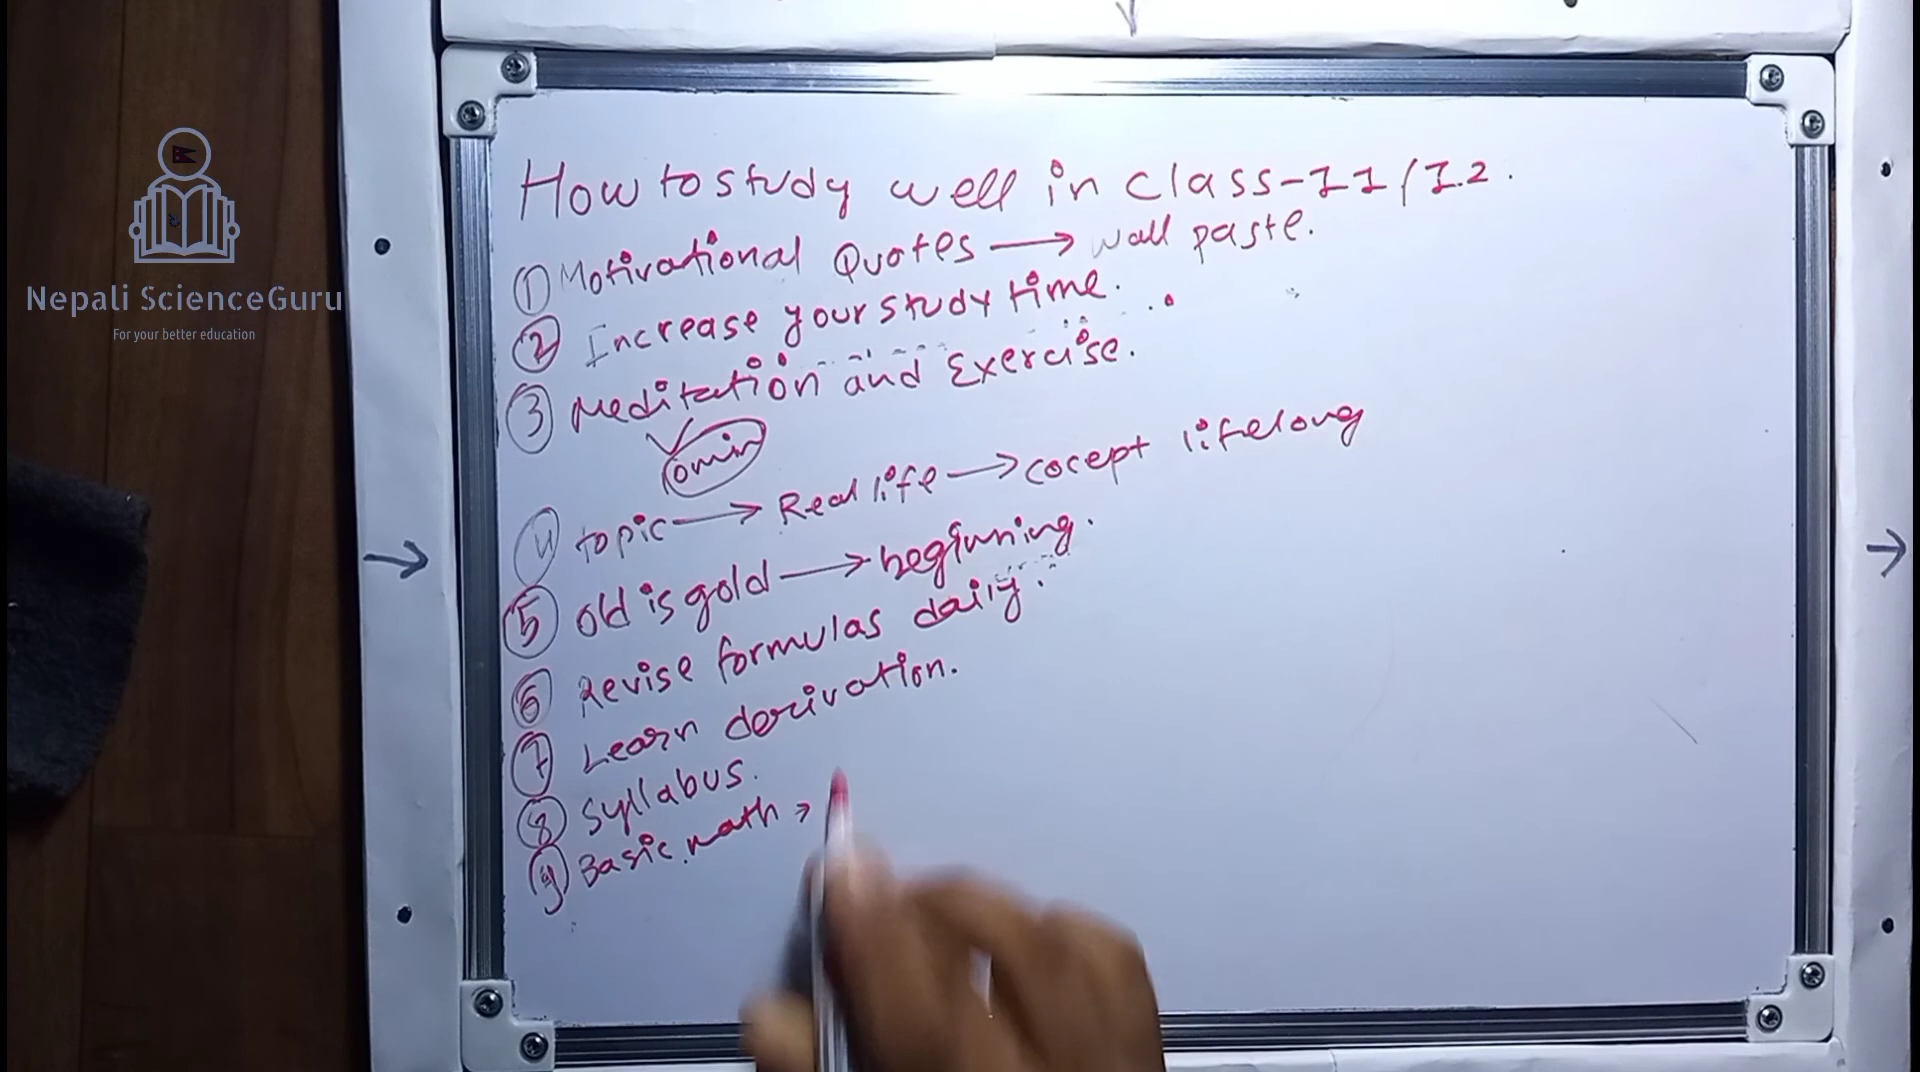 Nepali ScienceGuru
For your better education
How to study well in class-11/12.
① Motivational Quotes → wall paste.
② Increase your study time.
③ Meditation and Exercise.
omin
④ topic → Real life → cocept lifelong
⑤ Old is gold → beginning.
⑥ Revise formulas daily.
⑦ Learn derivation.
⑧ Syllabus.
⑨ Basic math →